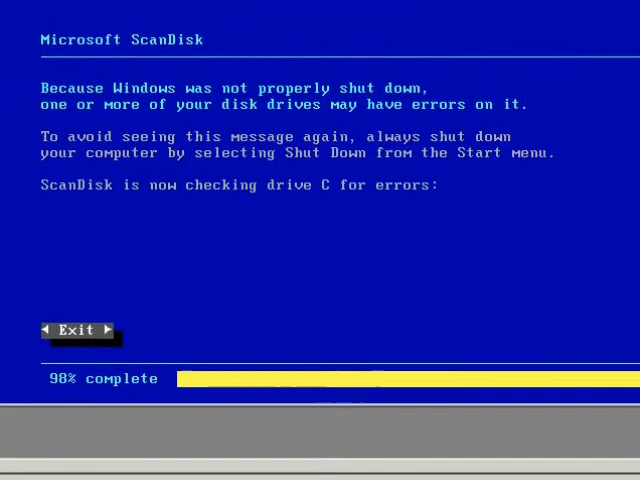 Microsoft ScanDisk
Because Windows was not properly shut down,
one or more of your disk drives may have errors on it.
To avoid seeing this message again, always shut down
your computer by selecting Shut Down from the Start menu.
ScanDisk is now checking drive C for errors:
Exit
98% complete